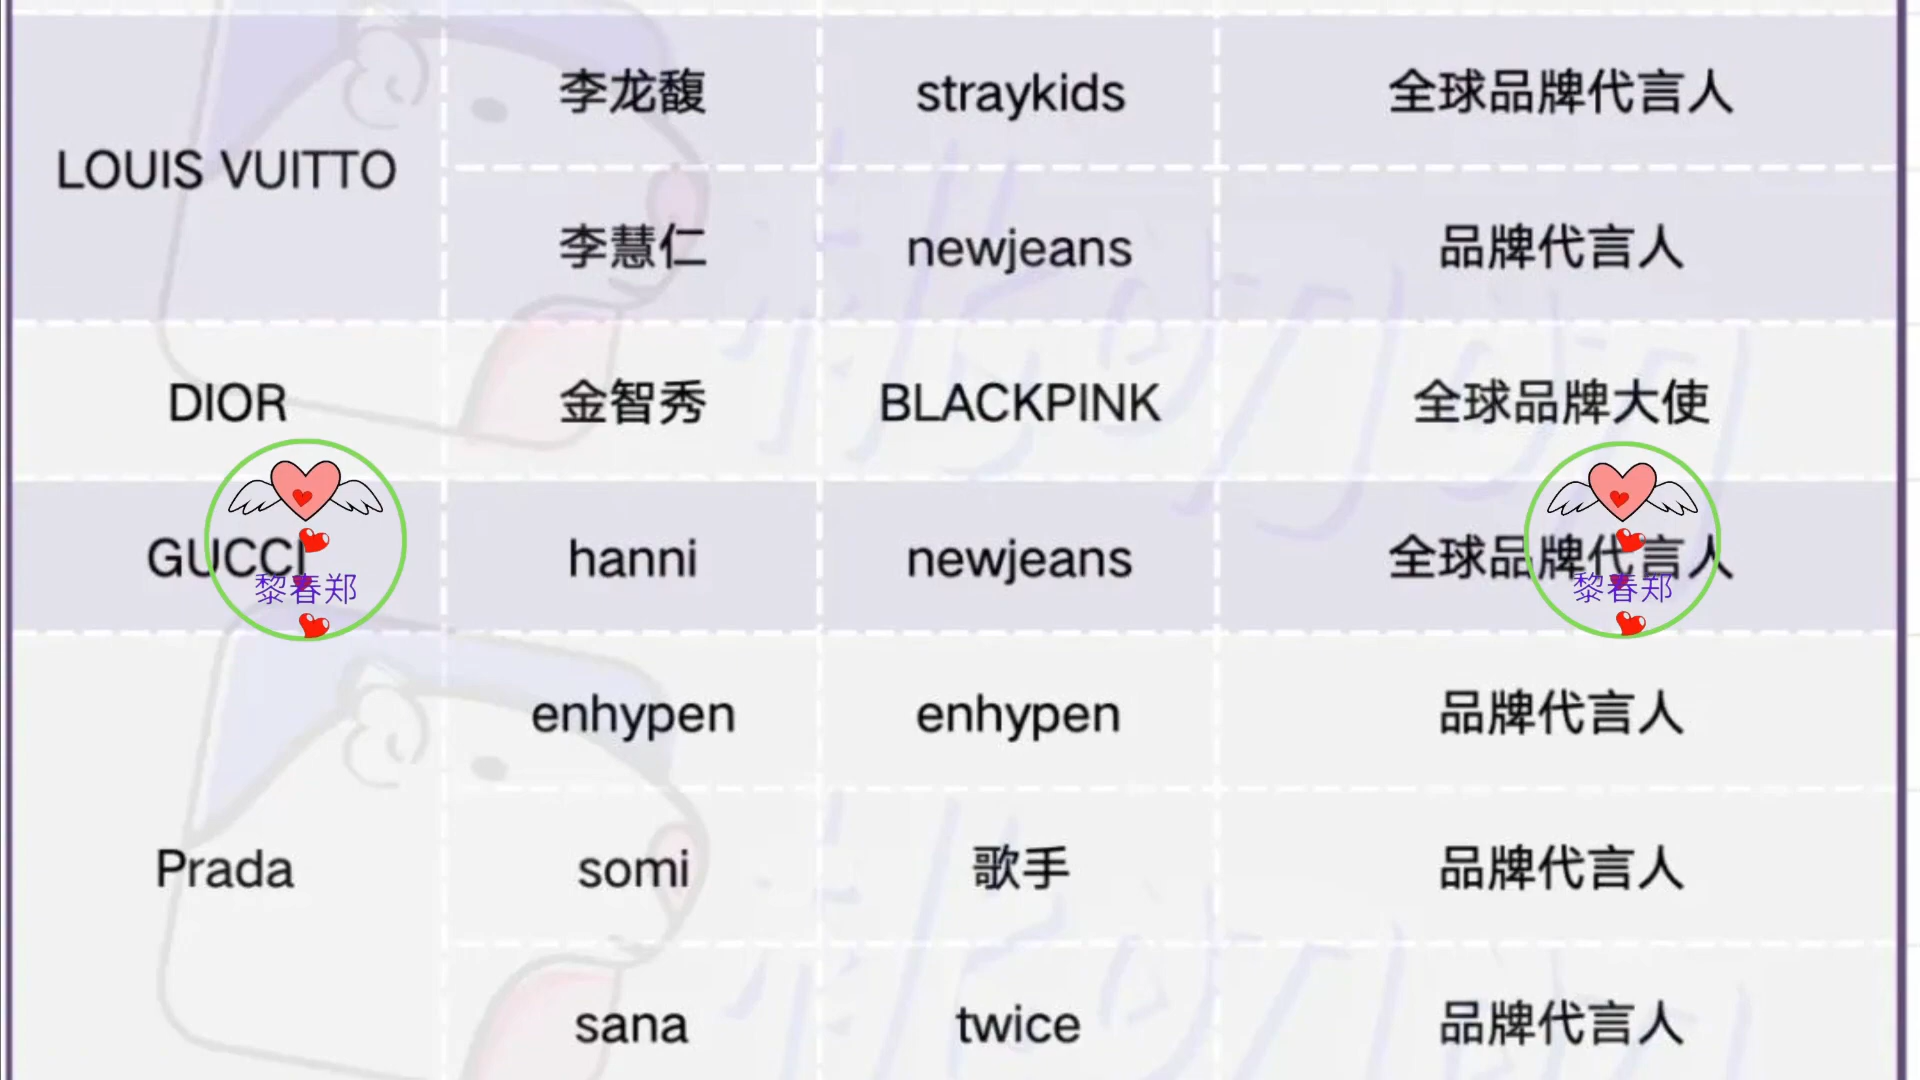 李龙馥 straykids 全球品牌代言人
LOUIS VUITTO
李慧仁 newjeans 品牌代言人
DIOR 金智秀 BLACKPINK 全球品牌大使
GUCCI hanni newjeans 全球品牌代言人
黎春郑 黎春郑
enhypen enhypen 品牌代言人
Prada somi 歌手 品牌代言人
sana twice 品牌代言人